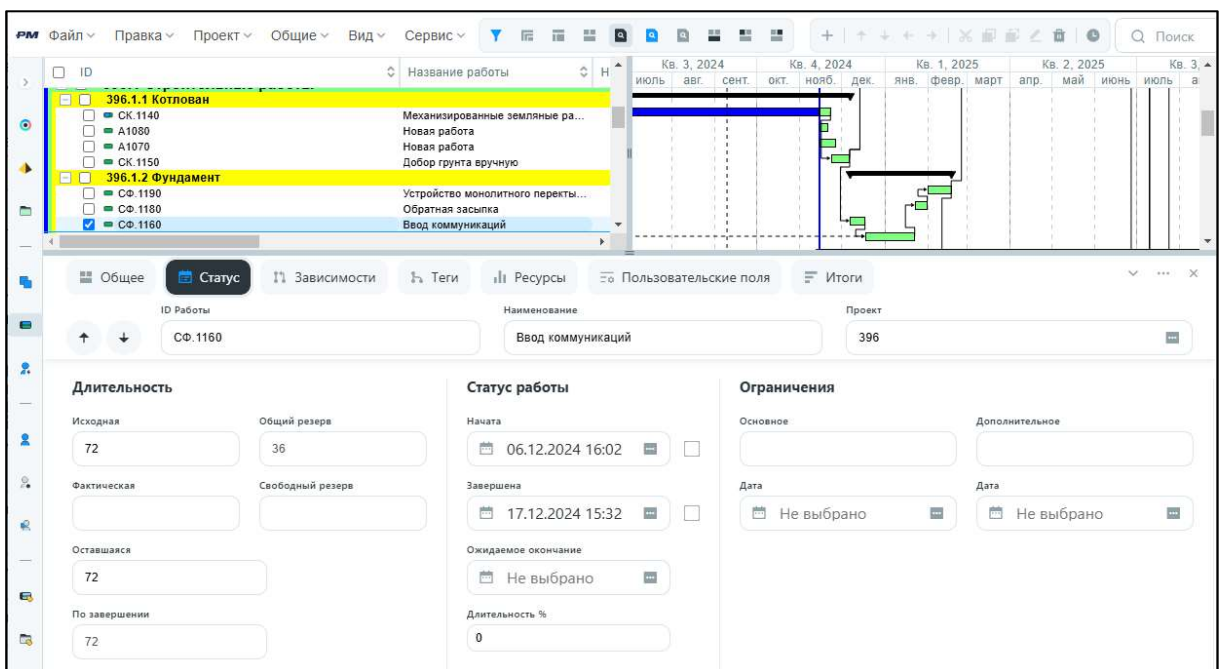 PM Файл Правка Проект Общие Вид Сервис Поиск
ID Название работы Н Кв. 3, 2024 Кв. 4, 2024 Кв. 1, 2025 Кв. 2, 2025 Кв. 3,
июль авг. сент. окт. нояб. дек. янв. февр. март апр. май июнь июль а
396.1.1 Котлован
СК.1140 Механизированные земляные ра...
А1080 Новая работа
А1070 Новая работа
СК.1150 Добор грунта вручную
396.1.2 Фундамент
СФ.1190 Устройство монолитного перекты...
СФ.1180 Обратная засыпка
СФ.1160 Ввод коммуникаций
Общее Статус Зависимости Теги Ресурсы Пользовательские поля Итоги
ID Работы Наименование Проект
СФ.1160 Ввод коммуникаций 396
Длительность Статус работы Ограничения
Исходная Общий резерв Начата Основное Дополнительное
72 36 06.12.2024 16:02
Фактическая Свободный резерв Завершена Дата Дата
17.12.2024 15:32 Не выбрано Не выбрано
Оставшаяся Ожидаемое окончание
72 Не выбрано
По завершении Длительность %
72 0